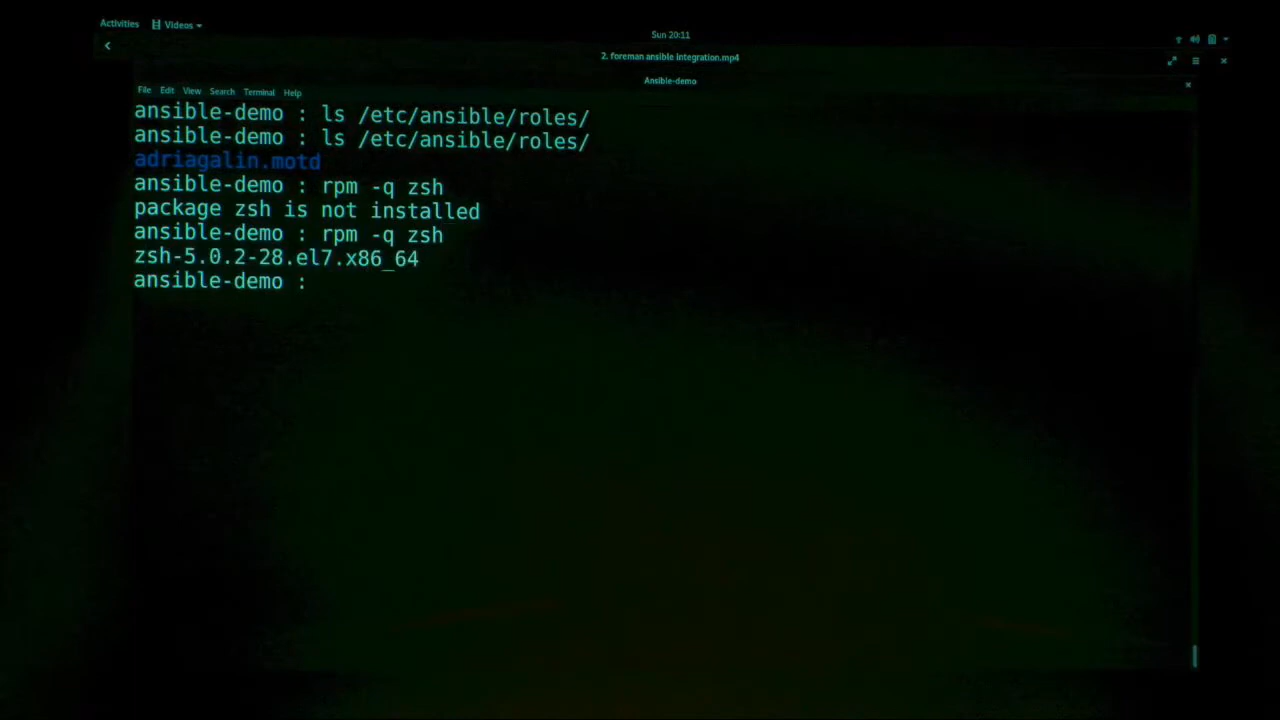 Activities Videos
Sun 20:11
2. foreman ansible integration.mp4
Ansible-demo
File Edit View Search Terminal Help
ansible-demo : ls /etc/ansible/roles/
ansible-demo : ls /etc/ansible/roles/
adriagalin.motd
ansible-demo : rpm -q zsh
package zsh is not installed
ansible-demo : rpm -q zsh
zsh-5.0.2-28.el7.x86_64
ansible-demo :